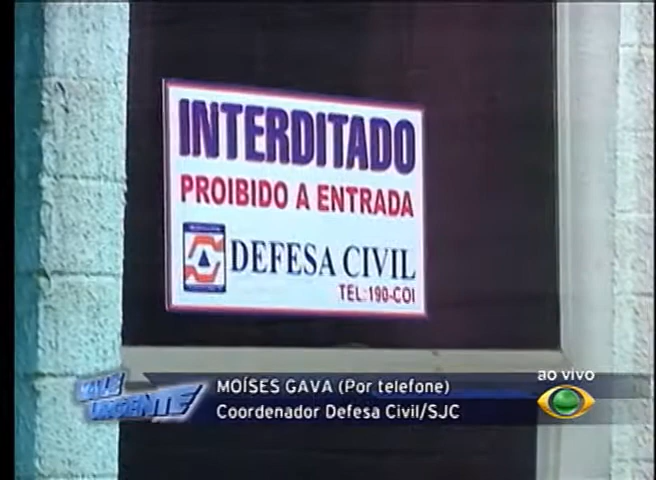 INTERDITADO
PROIBIDO A ENTRADA
DEFESA CIVIL
TEL:190-COI
ao vivo
VALE URGENTE
MOÍSES GAVA (Por telefone)
Coordenador Defesa Civil/SJC